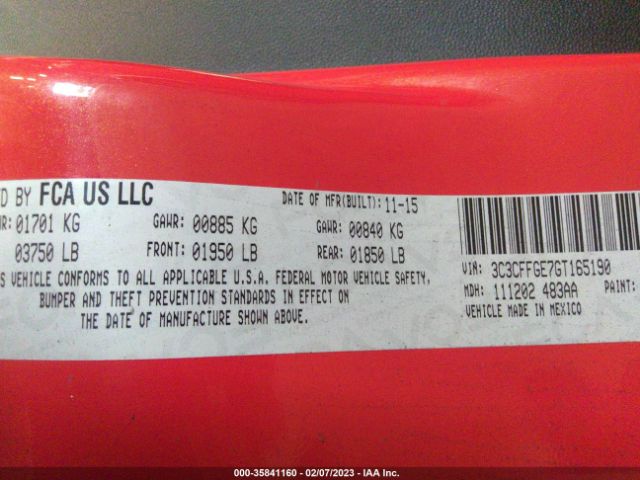 BY FCA US LLC
DATE OF MFR(BUILT): 11-15
01701 KG GAWR: 00885 KG GAWR: 00840 KG
03750 LB FRONT: 01950 LB REAR: 01850 LB
VEHICLE CONFORMS TO ALL APPLICABLE U.S.A. FEDERAL MOTOR VEHICLE SAFETY,
BUMPER AND THEFT PREVENTION STANDARDS IN EFFECT ON
THE DATE OF MANUFACTURE SHOWN ABOVE.
VIN: 3C3CFFGE7GT165190
MDH: 111202 483AA PAINT:
VEHICLE MADE IN MEXICO
000-35841160 - 02/07/2023 - IAA Inc.